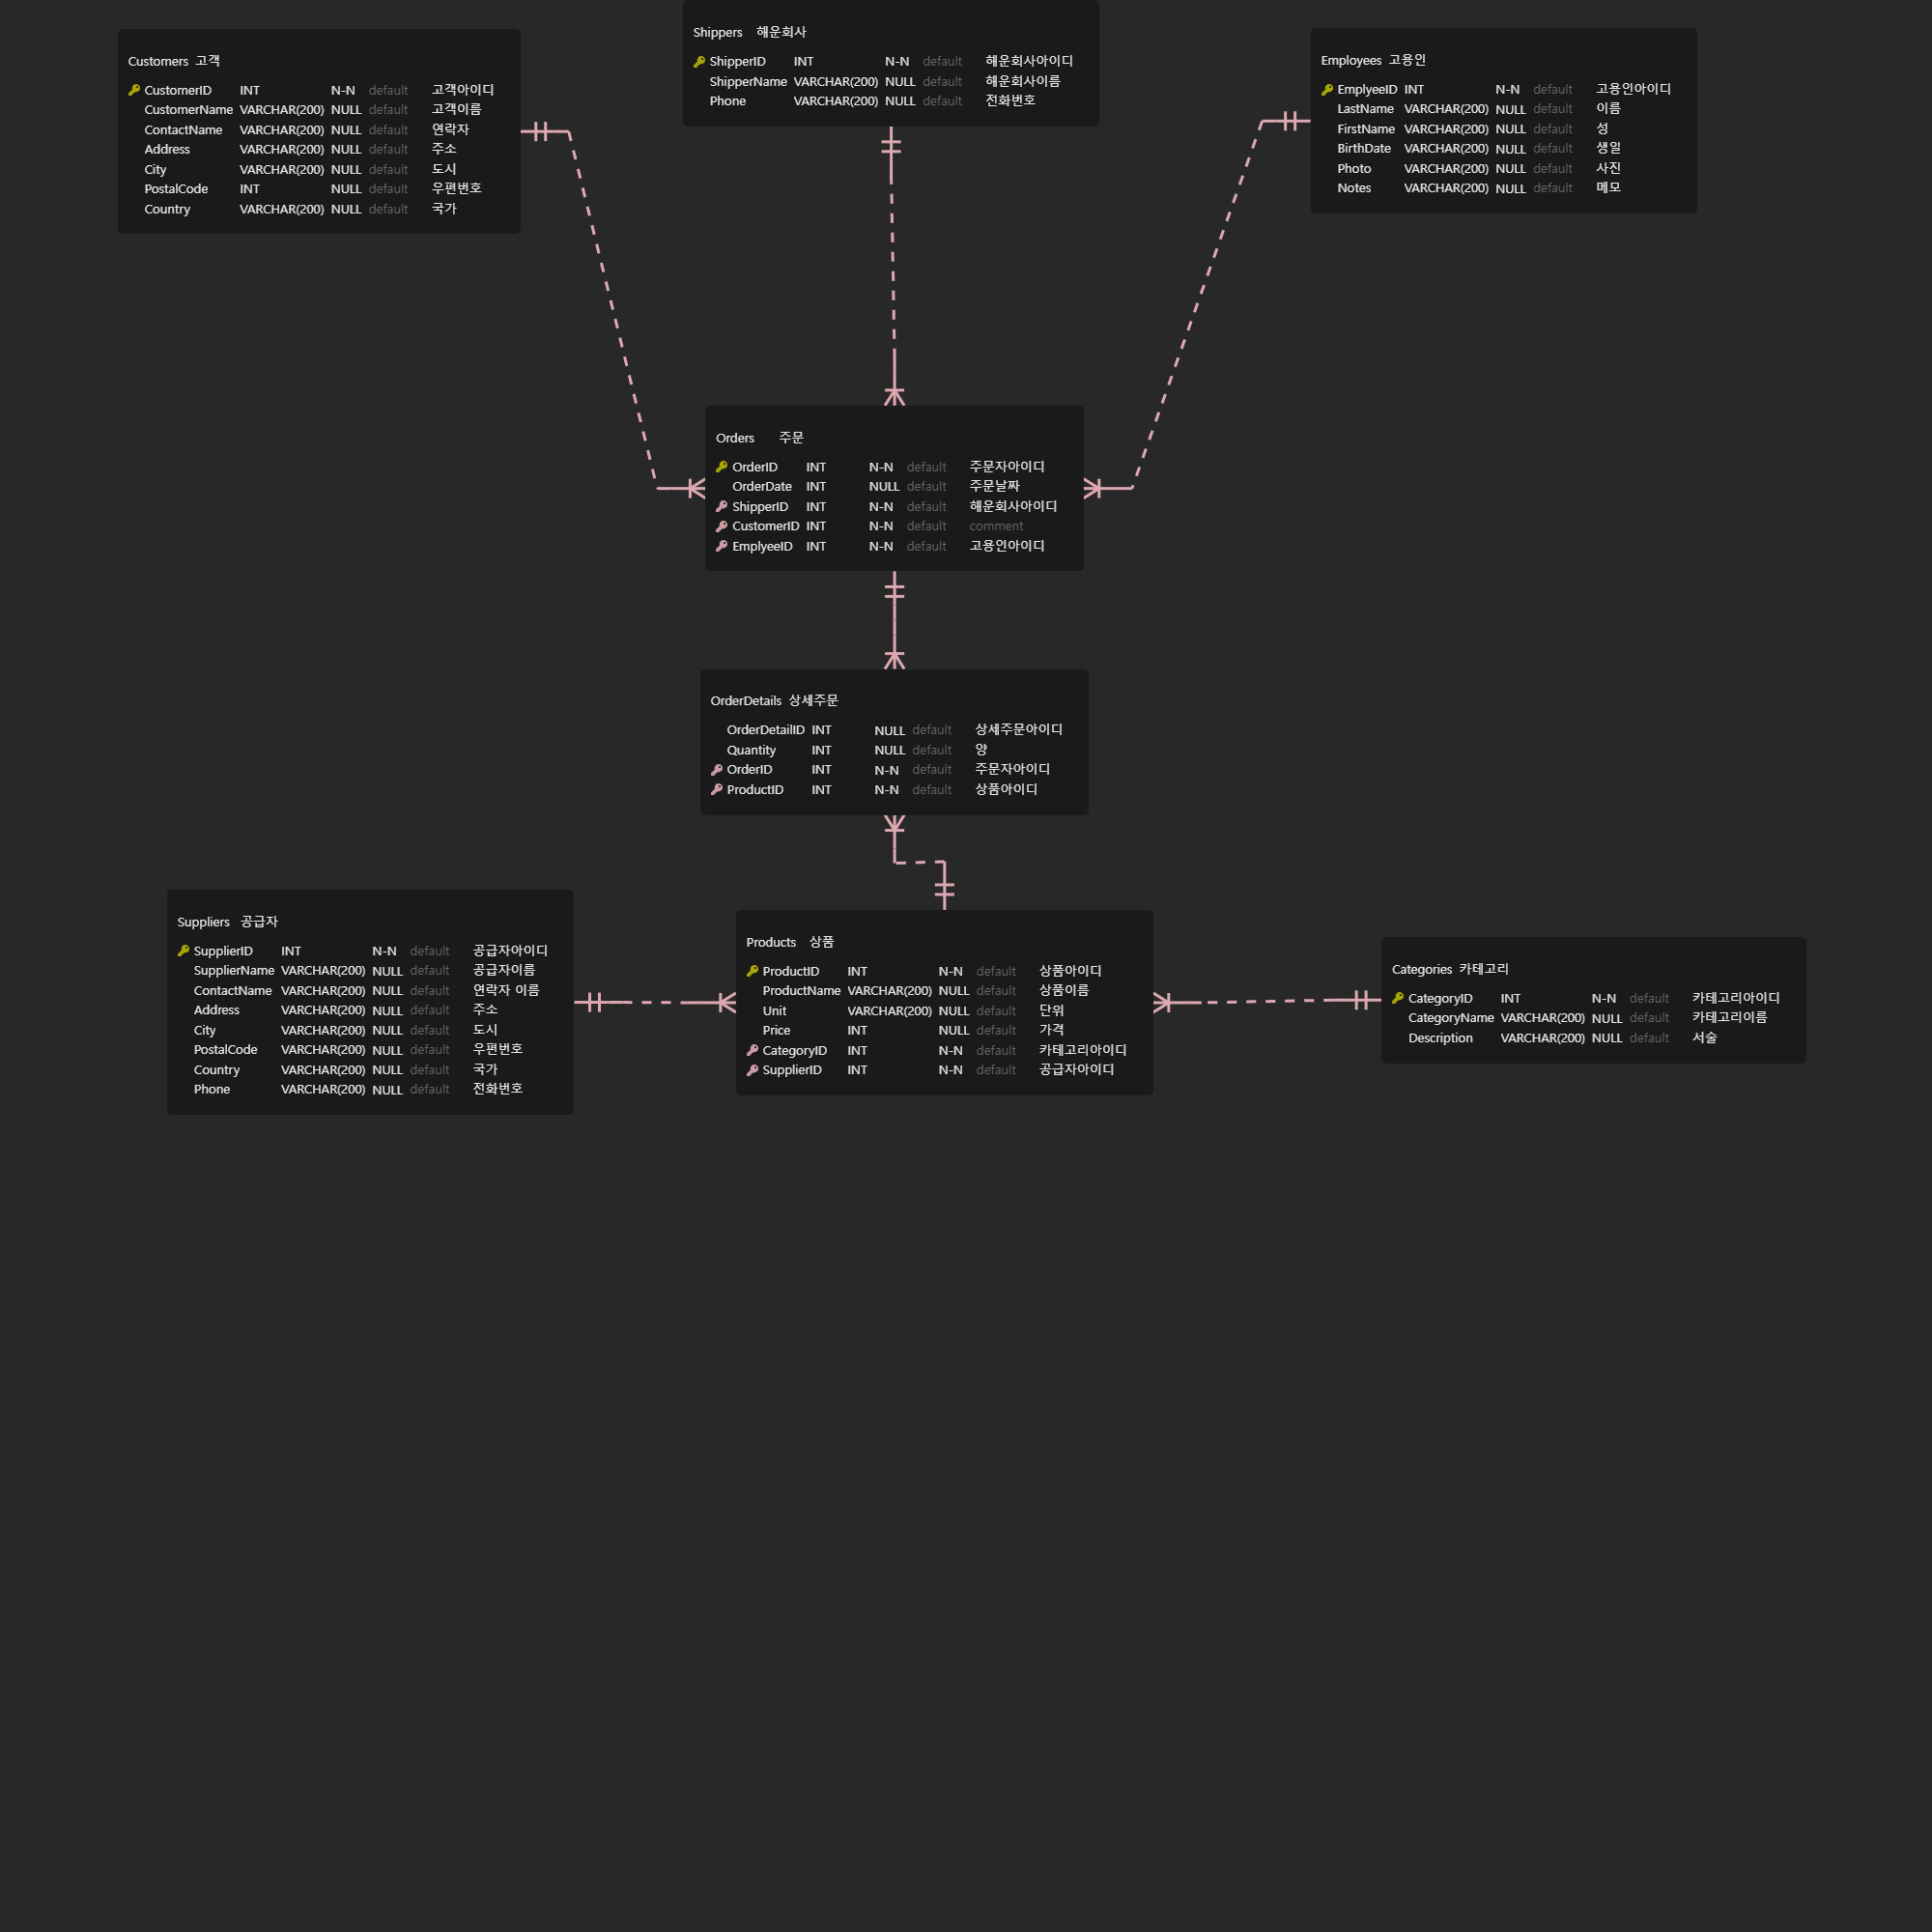 Shippers 해운회사
ShipperID INT N-N default 해운회사아이디
ShipperName VARCHAR(200) NULL default 해운회사이름
Phone VARCHAR(200) NULL default 전화번호
Customers 고객
CustomerID INT N-N default 고객아이디
CustomerName VARCHAR(200) NULL default 고객이름
ContactName VARCHAR(200) NULL default 연락자
Address VARCHAR(200) NULL default 주소
City VARCHAR(200) NULL default 도시
PostalCode INT NULL default 우편번호
Country VARCHAR(200) NULL default 국가
Employees 고용인
EmplyeeID INT N-N default 고용인아이디
LastName VARCHAR(200) NULL default 이름
FirstName VARCHAR(200) NULL default 성
BirthDate VARCHAR(200) NULL default 생일
Photo VARCHAR(200) NULL default 사진
Notes VARCHAR(200) NULL default 메모
Orders 주문
OrderID INT N-N default 주문자아이디
OrderDate INT NULL default 주문날짜
ShipperID INT N-N default 해운회사아이디
CustomerID INT N-N default comment
EmplyeeID INT N-N default 고용인아이디
OrderDetails 상세주문
OrderDetailID INT NULL default 상세주문아이디
Quantity INT NULL default 양
OrderID INT N-N default 주문자아이디
ProductID INT N-N default 상품아이디
Suppliers 공급자
SupplierID INT N-N default 공급자아이디
SupplierName VARCHAR(200) NULL default 공급자이름
ContactName VARCHAR(200) NULL default 연락자 이름
Address VARCHAR(200) NULL default 주소
City VARCHAR(200) NULL default 도시
PostalCode VARCHAR(200) NULL default 우편번호
Country VARCHAR(200) NULL default 국가
Phone VARCHAR(200) NULL default 전화번호
Products 상품
ProductID INT N-N default 상품아이디
ProductName VARCHAR(200) NULL default 상품이름
Unit VARCHAR(200) NULL default 단위
Price INT NULL default 가격
CategoryID INT N-N default 카테고리아이디
SupplierID INT N-N default 공급자아이디
Categories 카테고리
CategoryID INT N-N default 카테고리아이디
CategoryName VARCHAR(200) NULL default 카테고리이름
Description VARCHAR(200) NULL default 서술